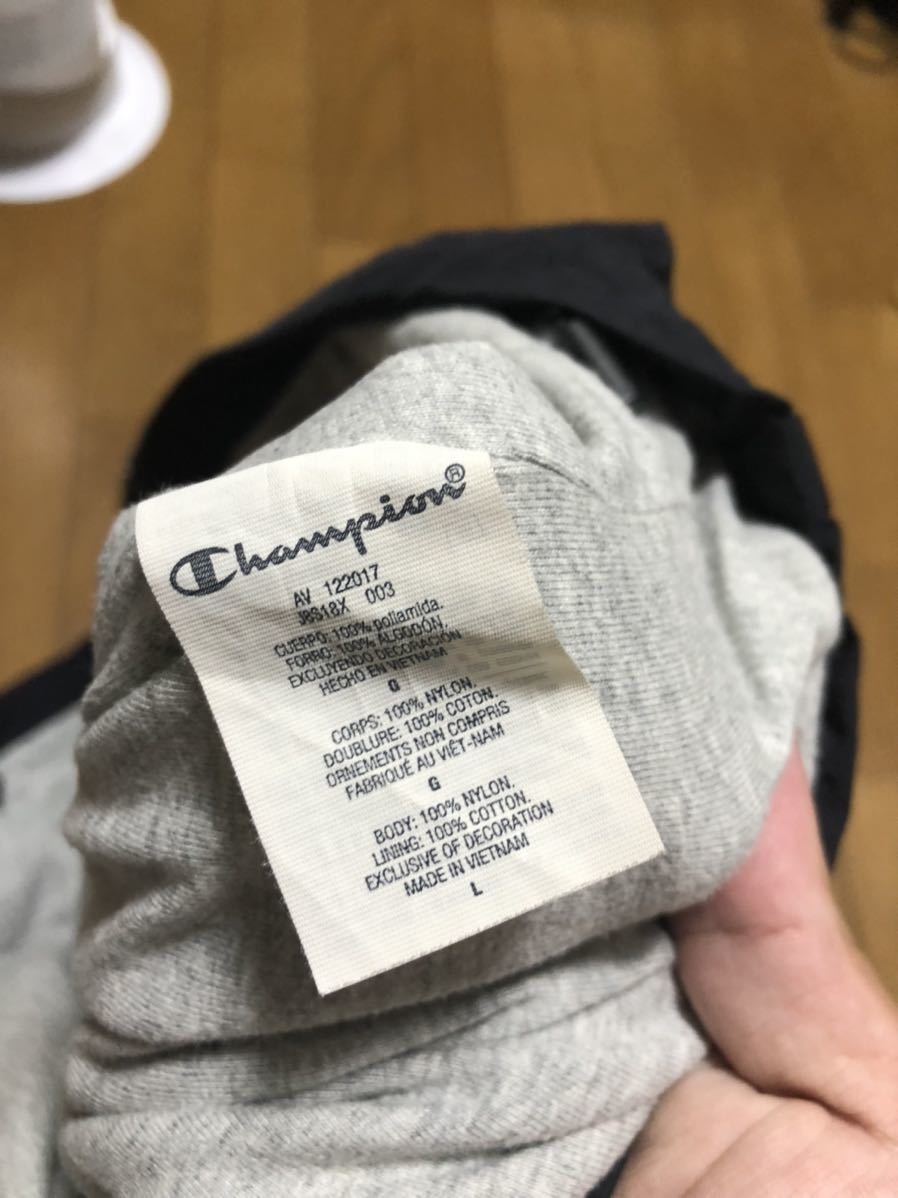 Champion®
AV 122017
J8S18X 003
CUERPO: 100% poliamida.
FORRO: 100% ALGODÓN.
EXCLUYENDO DECORACIÓN
HECHO EN VIETNAM
G
CORPS: 100% NYLON.
DOUBLURE: 100% COTON.
ORNEMENTS NON COMPRIS
FABRIQUÉ AU VIÊT-NAM
G
BODY: 100% NYLON.
LINING: 100% COTTON.
EXCLUSIVE OF DECORATION
MADE IN VIETNAM
L